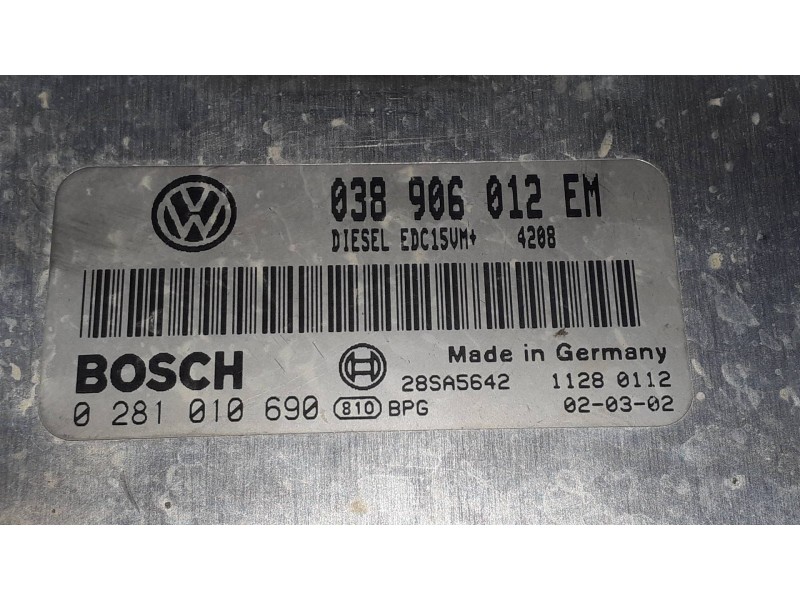 038 906 012 EM
DIESEL EDC15VM+ 4208
BOSCH
Made in Germany
28SA5642 1128 0112
0 281 010 690 810 BPG 02-03-02